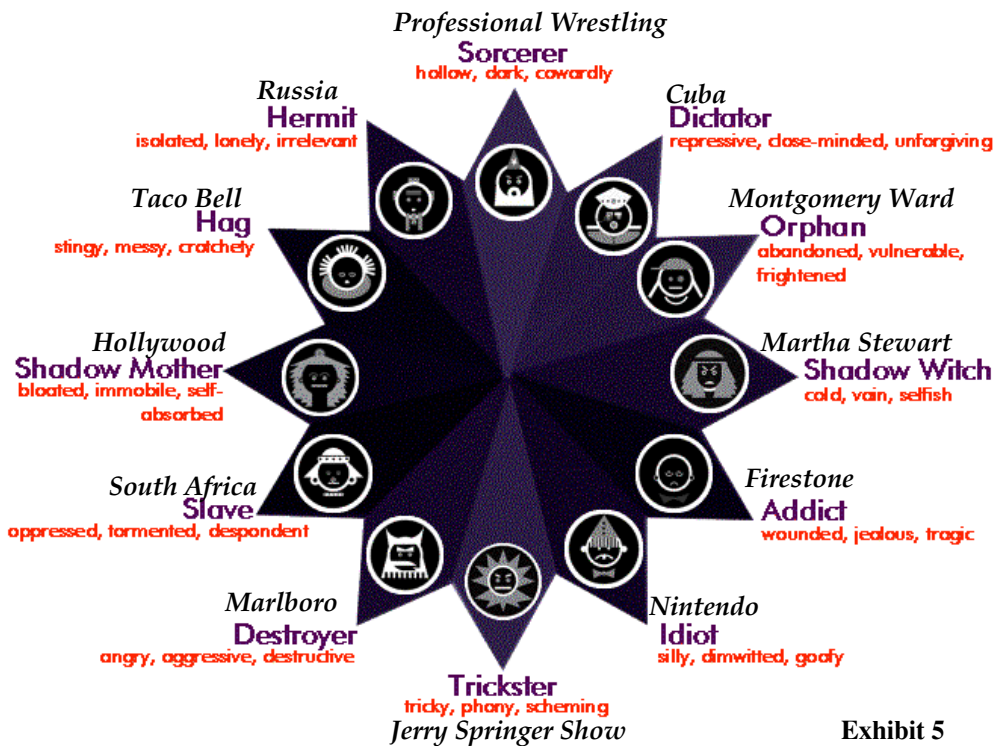 Professional Wrestling
Sorcerer
hollow, dark, cowardly
Russia
Hermit
isolated, lonely, irrelevant
Cuba
Dictator
repressive, close-minded, unforgiving
Taco Bell
Hag
stingy, messy, cratchety
Montgomery Ward
Orphan
abandoned, vulnerable,
frightened
Hollywood
Shadow Mother
bloated, immobile, self-
absorbed
Martha Stewart
Shadow Witch
cold, vain, selfish
South Africa
Slave
oppressed, tormented, despondent
Firestone
Addict
wounded, jealous, tragic
Marlboro
Destroyer
angry, aggressive, destructive
Nintendo
Idiot
silly, dimwitted, goofy
Trickster
tricky, phony, scheming
Jerry Springer Show
Exhibit 5